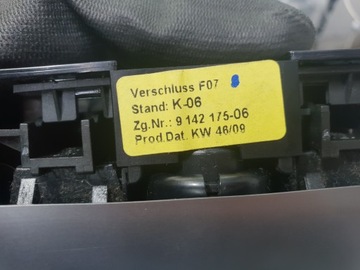 Verschluss F07
Stand: K-06
Zg.Nr.: 9 142 175-06
Prod.Dat. KW 46/09